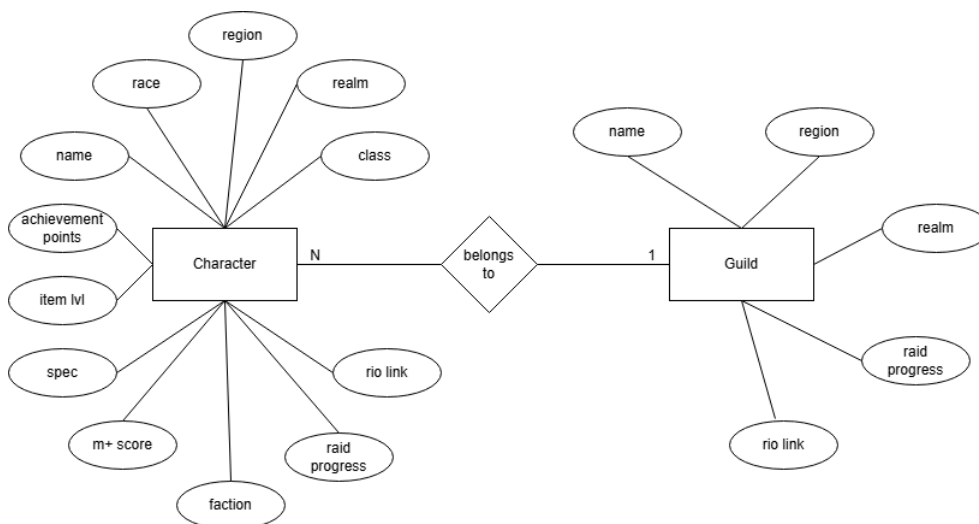 region
race
realm
name
class
achievement
points
item lvl
spec
m+ score
faction
raid
progress
rio link
Character
N
belongs
to
1
Guild
name
region
realm
raid
progress
rio link